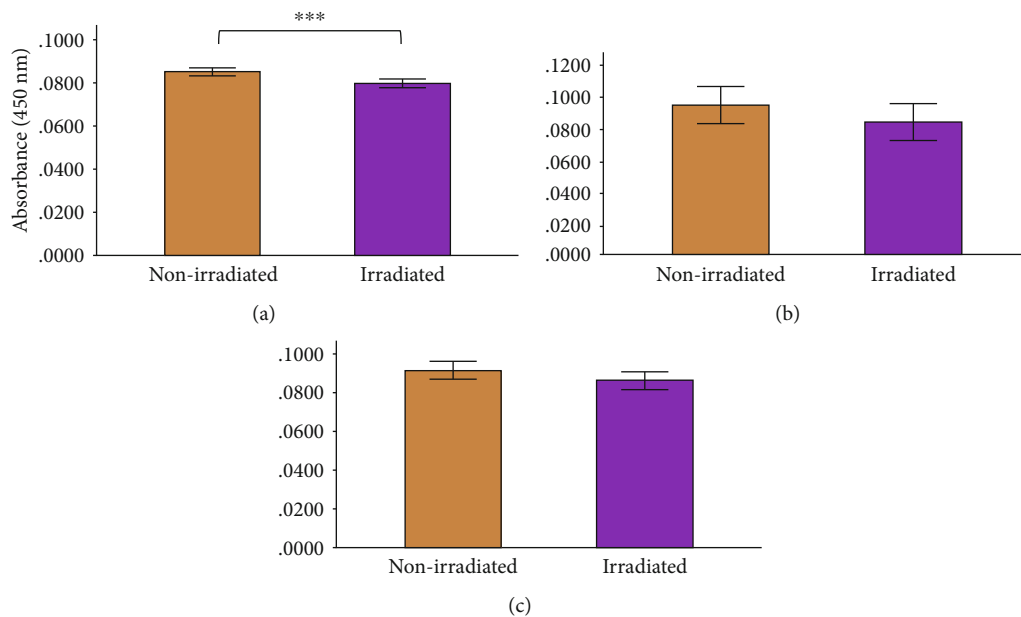 ***
Absorbance (450 nm)
.1000
.0800
.0600
.0400
.0200
.0000
Non-irradiated Irradiated
(a)
.1200
.1000
.0800
.0600
.0400
.0200
.0000
Non-irradiated Irradiated
(b)
.1000
.0800
.0600
.0400
.0200
.0000
Non-irradiated Irradiated
(c)